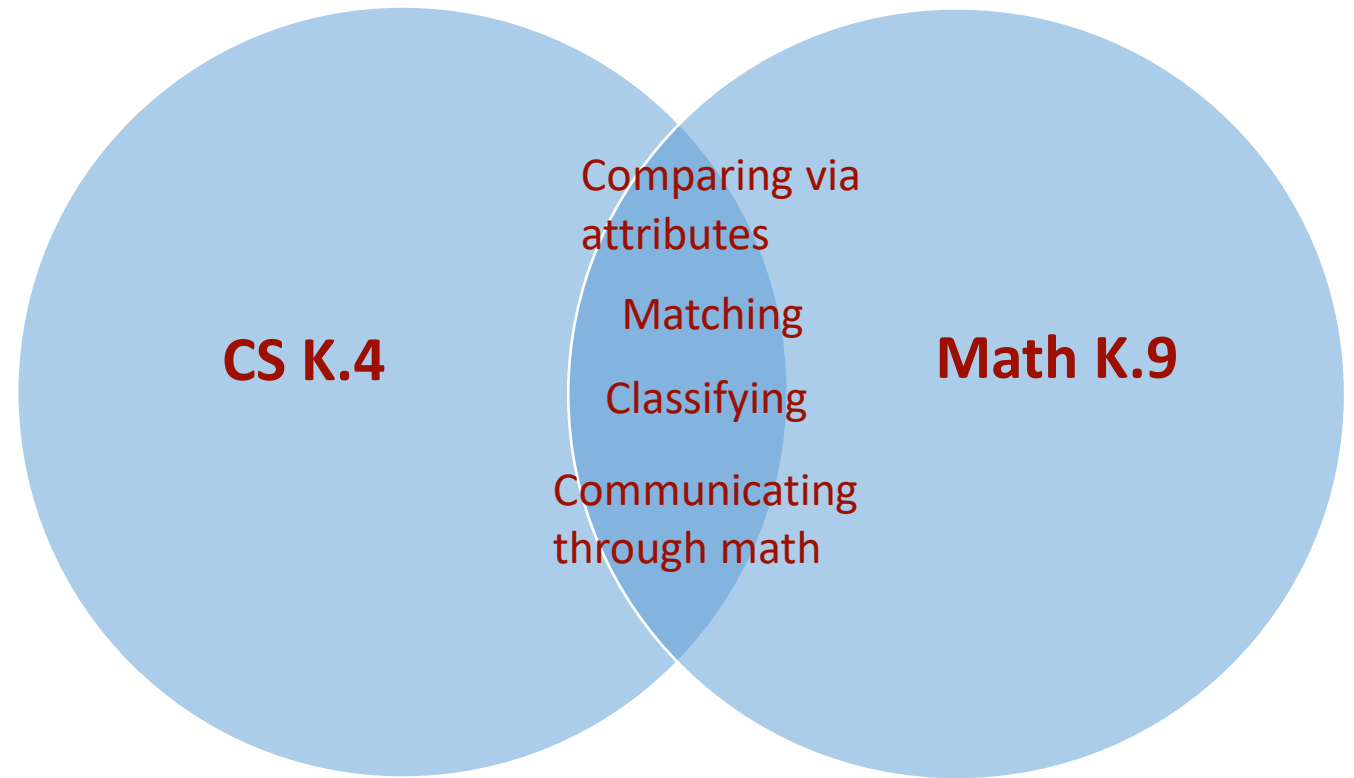 Comparing via
attributes
Matching
CS K.4
Math K.9
Classifying
Communicating
through math